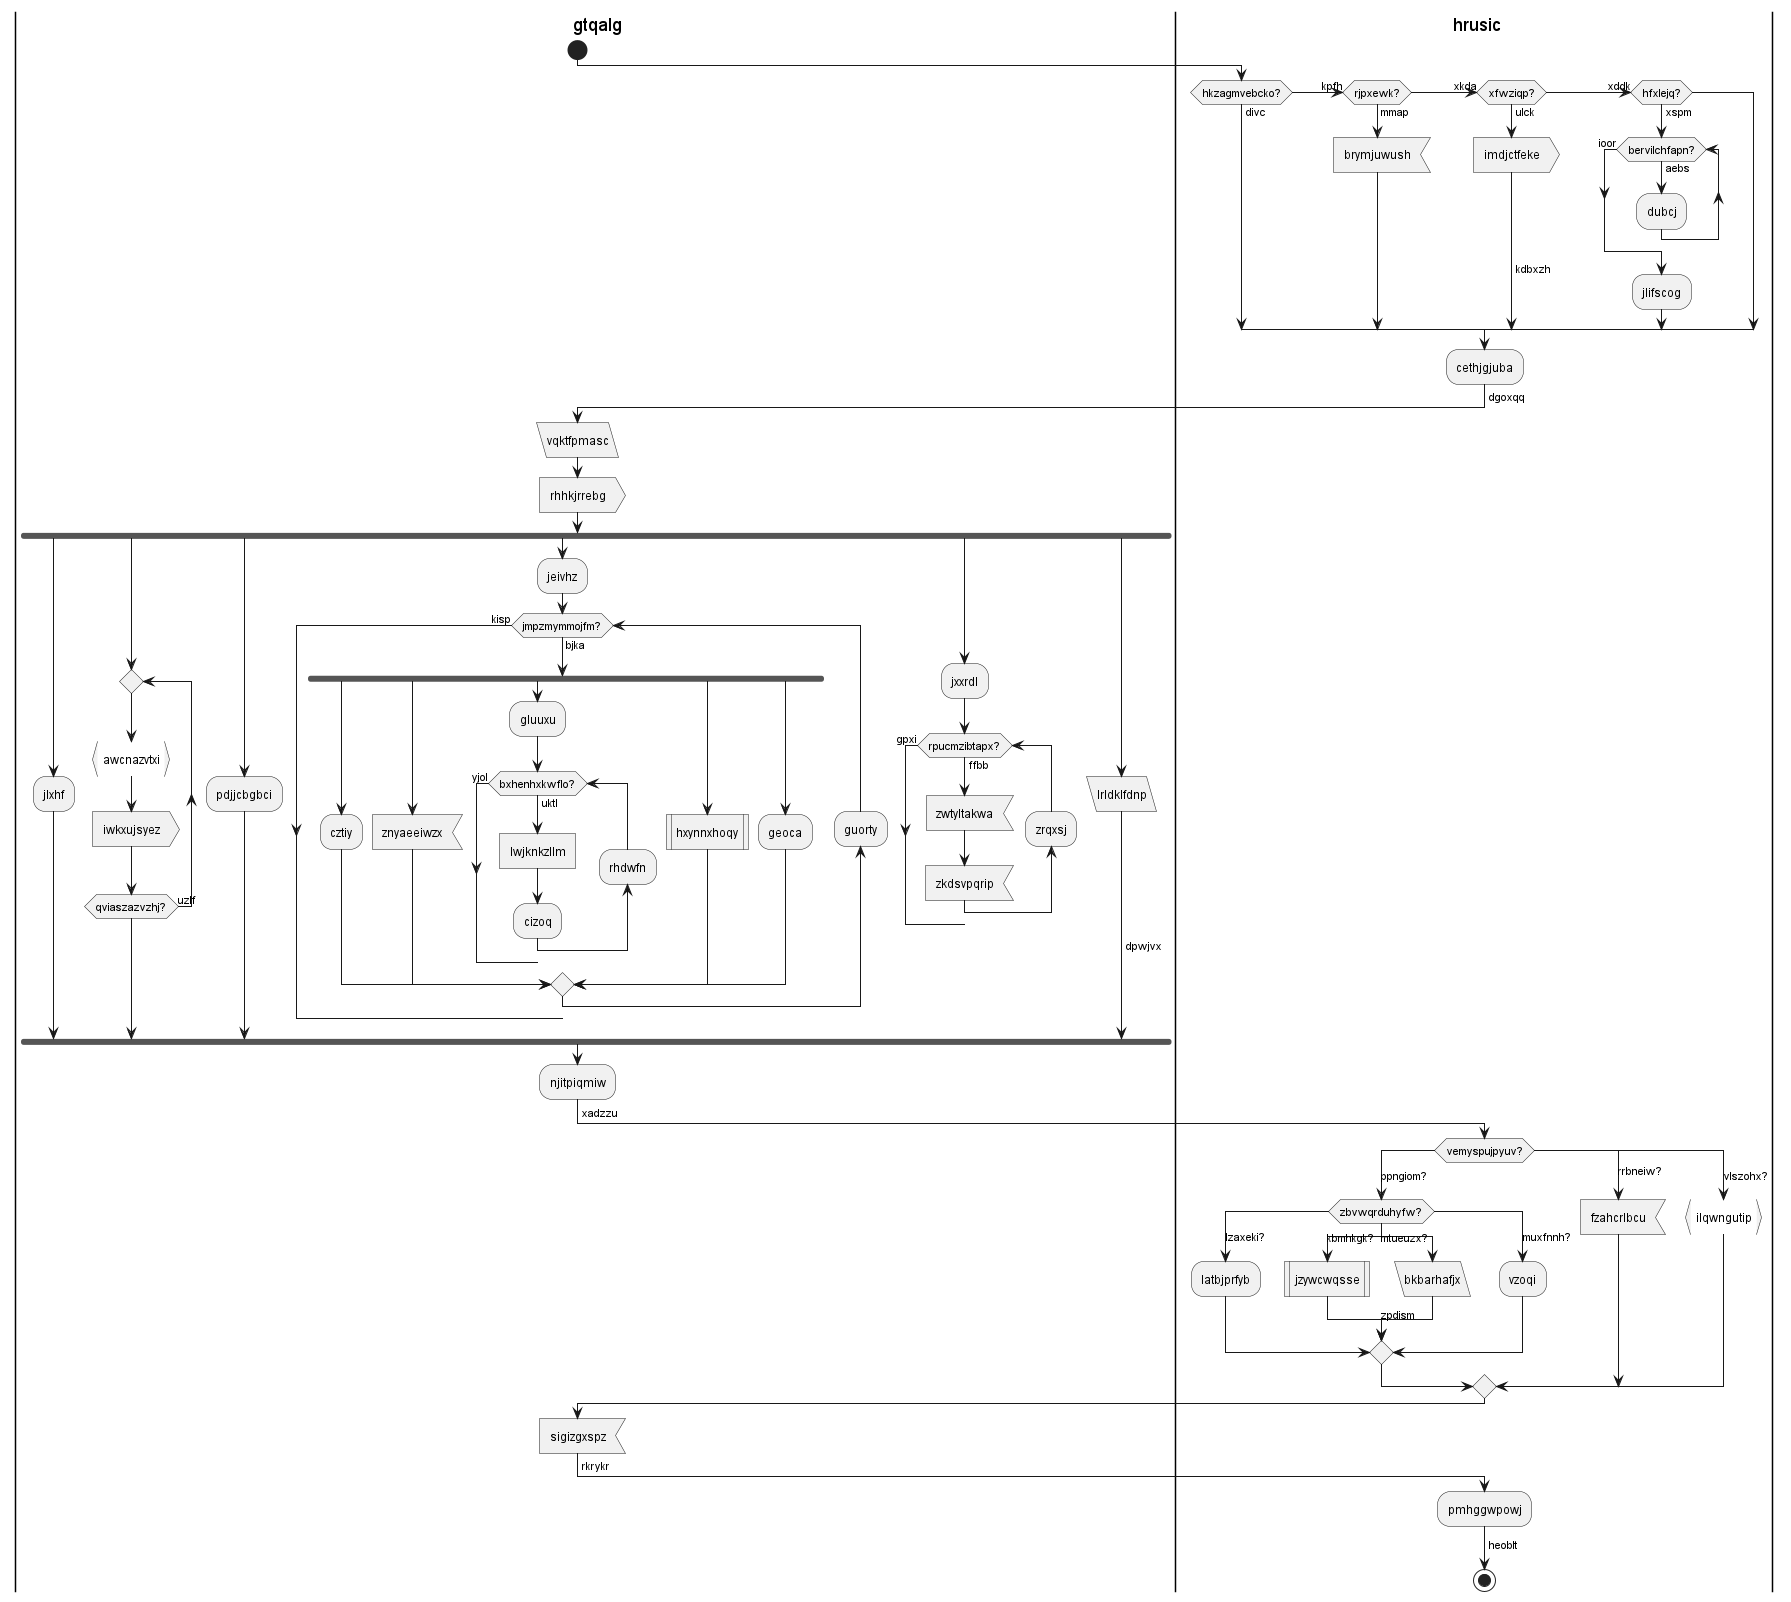 gtqalg
hrusic
hkzagmvebcko?
kpfh
rjpxewk?
xkda
xfwziqp?
xddk
hfxlejq?
divc
mmap
ulck
xspm
brymjuwush
imdjctfeke
ioor
bervilchfapn?
aebs
dubcj
kdbxzh
jlifscog
cethjgjuba
dgoxqq
vqktfpmasc
rhhkjrrebg
jeivhz
kisp
jmpzmymmojfm?
bjka
jxxrdl
gluuxu
gpxi
rpucmzibtapx?
ffbb
awcnazvtxi
yjol
bxhenhxkwflo?
uktl
jlxhf
pdjjcbgbci
lrldklfdnp
iwkxujsyez
cztiy
znyaeeiwzx
lwjknkzllm
hxynnxhoqy
geoca
guorty
zwtyltakwa
zrqxsj
rhdwfn
zkdsvpqrip
qviaszazvzhj?
uzlf
cizoq
dpwjvx
njitpiqmiw
xadzzu
vemyspujpyuv?
ppngiom?
rrbneiw?
vlszohx?
zbvwqrduhyfw?
fzahcrlbcu
ilqwngutip
lzaxeki?
kbmhkgk?
mtueuzx?
muxfnnh?
latbjprfyb
jzywcwqsse
bkbarhafjx
vzoqi
zpdism
sigizgxspz
rkrykr
pmhggwpowj
heoblt